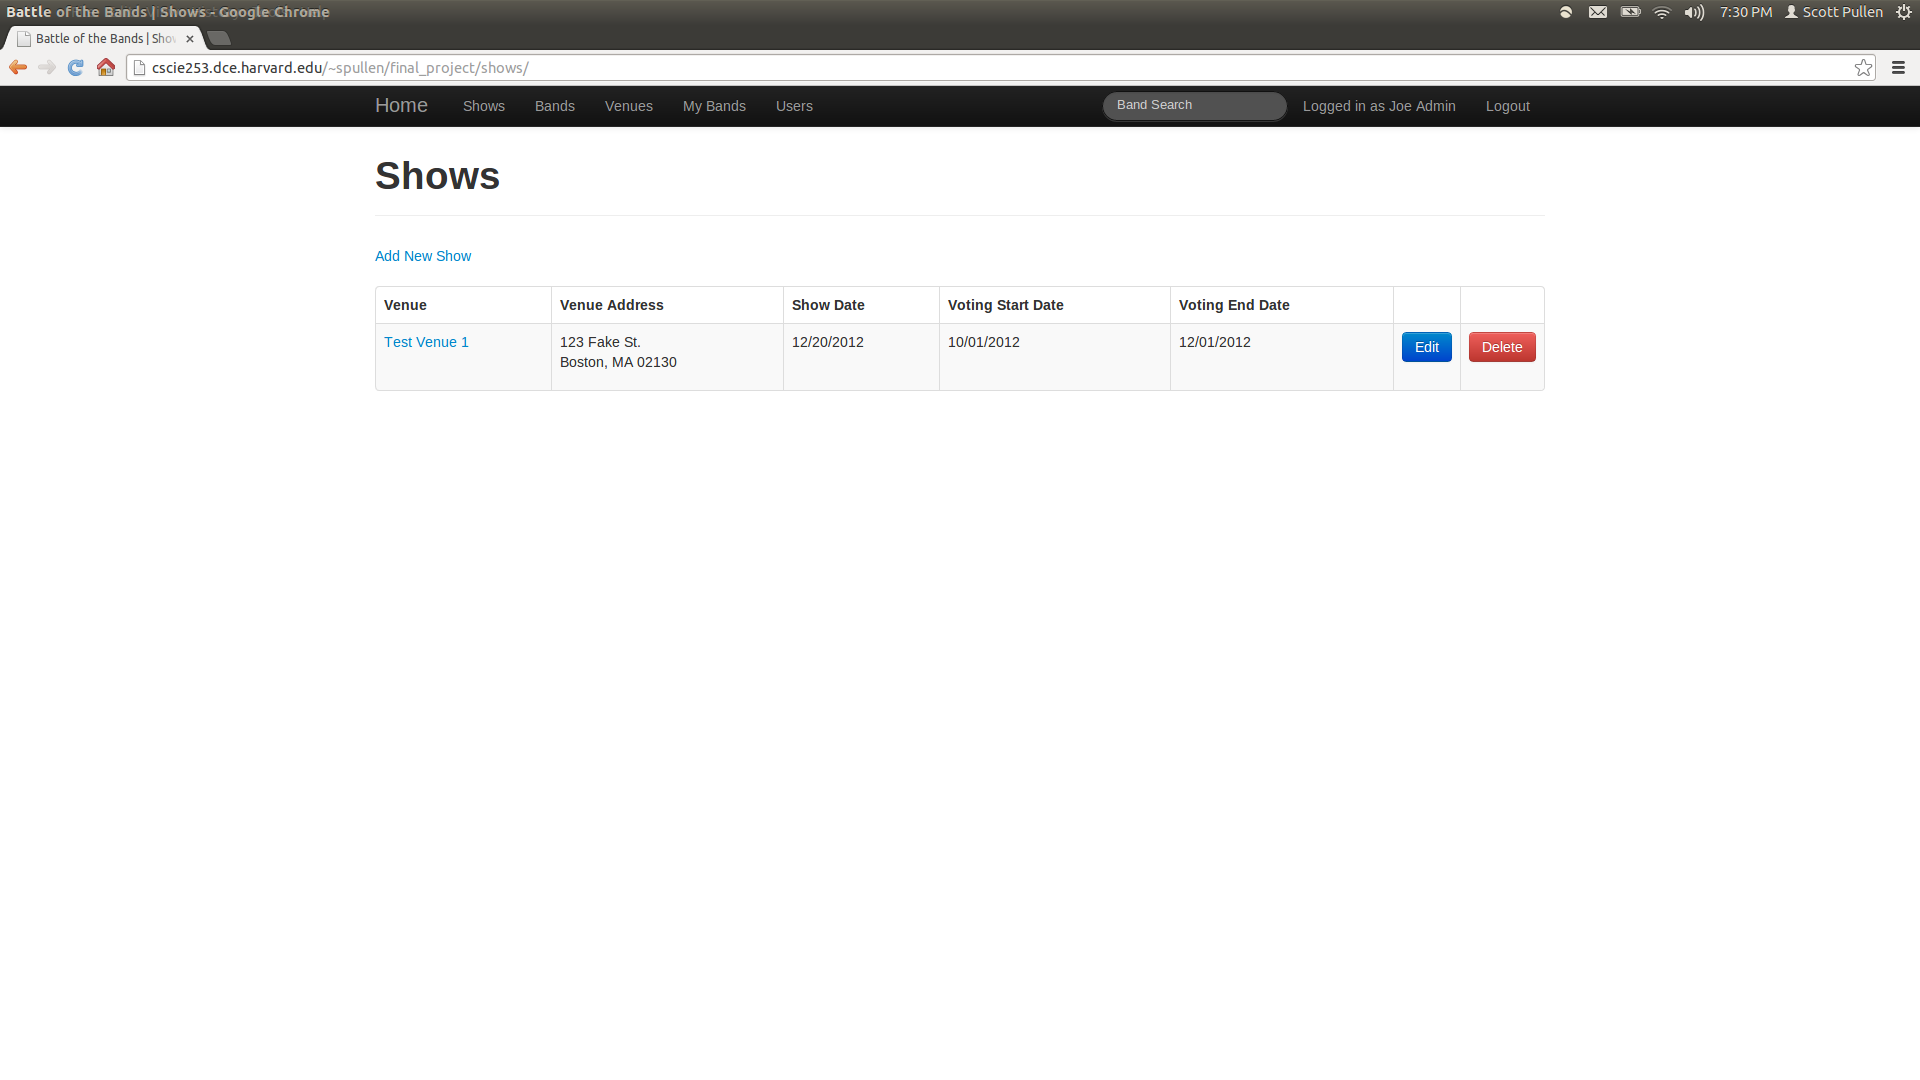 Battle of the Bands | Shows - Google Chrome
7:30 PM Scott Pullen
Battle of the Bands | Sho
cscie253.dce.harvard.edu/~spullen/final_project/shows/
Home Shows Bands Venues My Bands Users Band Search Logged in as Joe Admin Logout
Shows
Add New Show
Venue Venue Address Show Date Voting Start Date Voting End Date
Test Venue 1 123 Fake St. 12/20/2012 10/01/2012 12/01/2012 Edit Delete
Boston, MA 02130